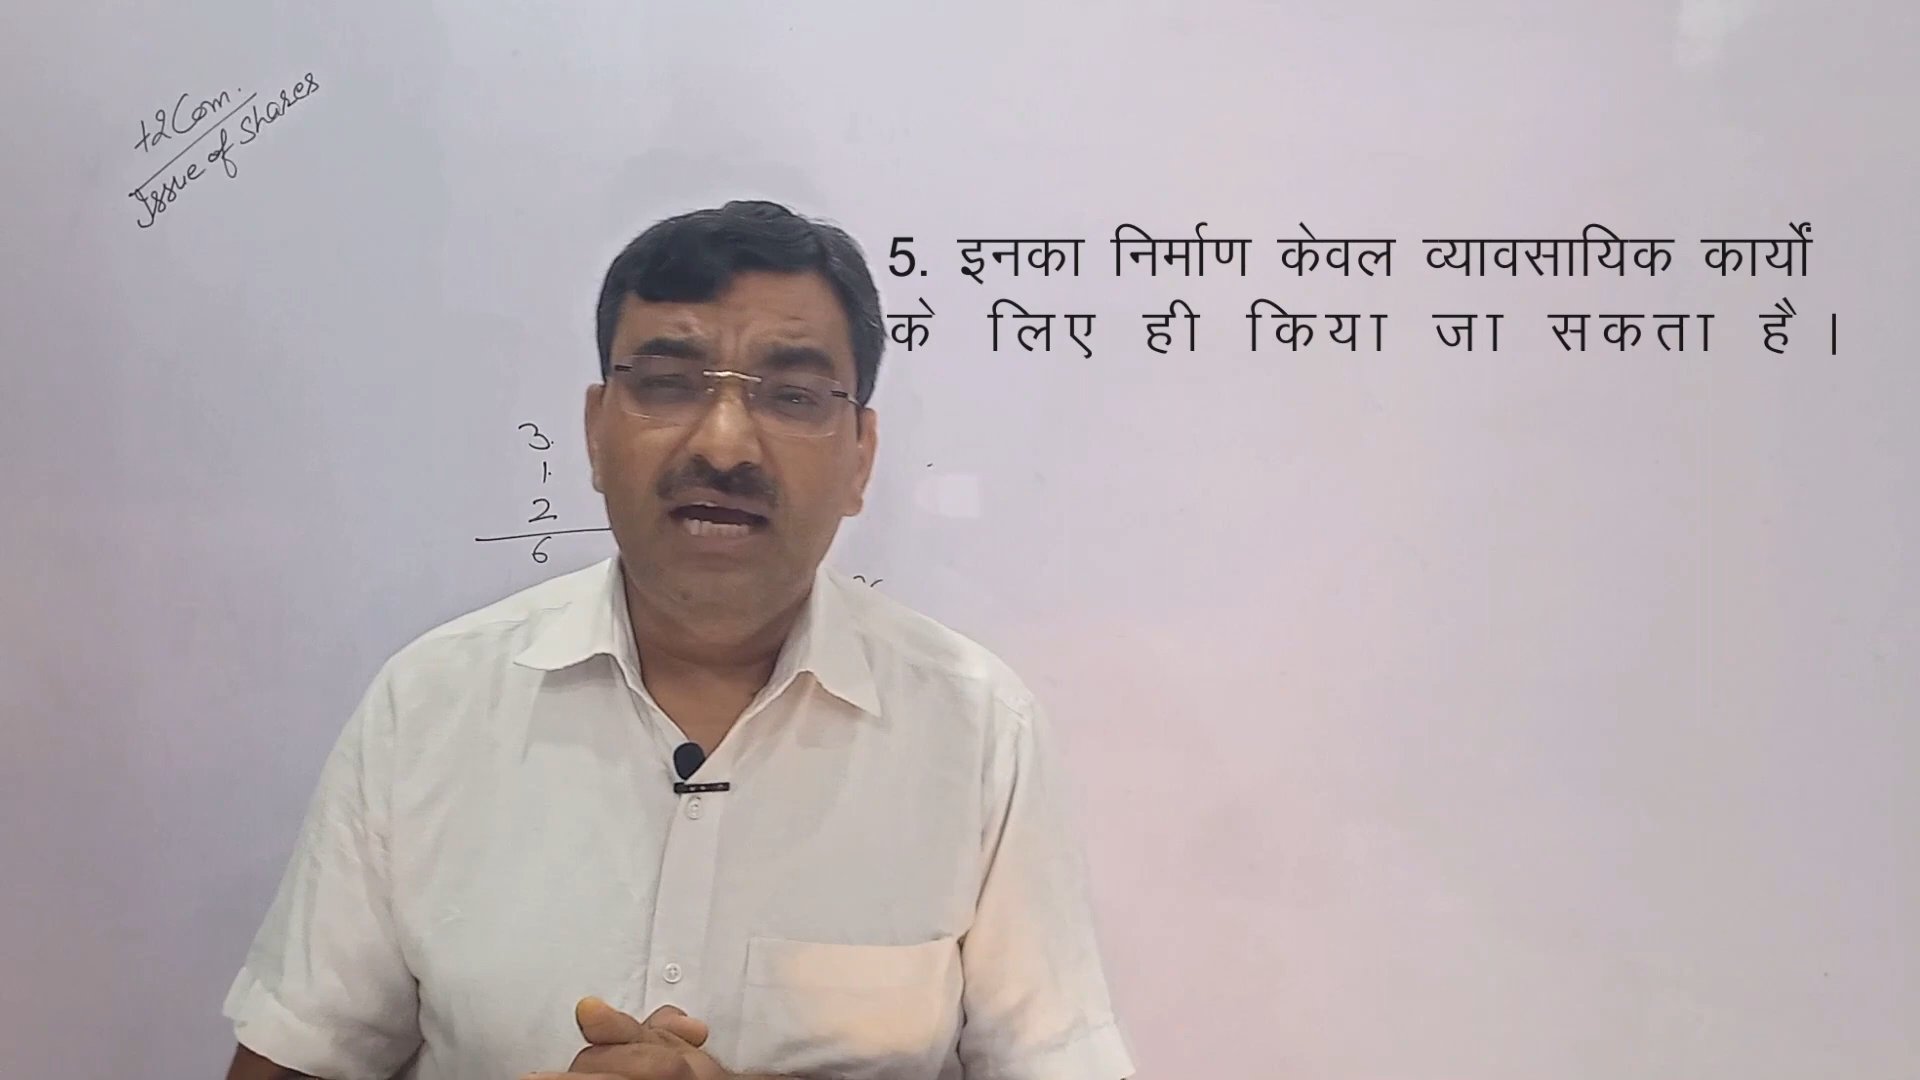 +2 Com.
Issue of Shares
5. इनका निर्माण केवल व्यावसायिक कार्यों
के लिए ही किया जा सकता है ।
3.
1.
2
6